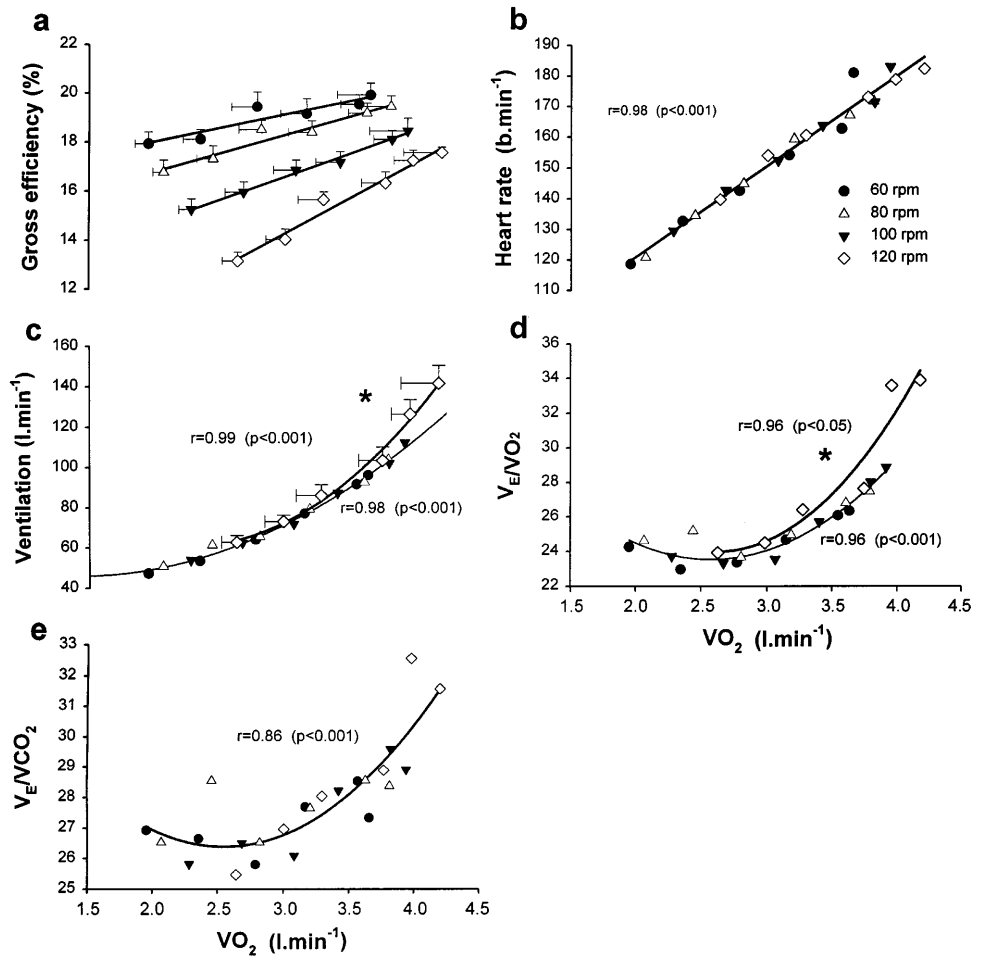 a
Gross efficiency (%)
22
20
18
16
14
12
b
Heart rate (b.min-1)
190
180
170
160
150
140
130
120
110
r=0.98 (p<0.001)
60 rpm
80 rpm
100 rpm
120 rpm
c
Ventilation (l.min-1)
160
140
120
100
80
60
40
r=0.99 (p<0.001)
*
r=0.98 (p<0.001)
d
VE/VO2
36
34
32
30
28
26
24
22
r=0.96 (p<0.05)
*
r=0.96 (p<0.001)
1.5 2.0 2.5 3.0 3.5 4.0 4.5
VO2 (l.min-1)
e
VE/VCO2
33
32
31
30
29
28
27
26
25
r=0.86 (p<0.001)
1.5 2.0 2.5 3.0 3.5 4.0 4.5
VO2 (l.min-1)